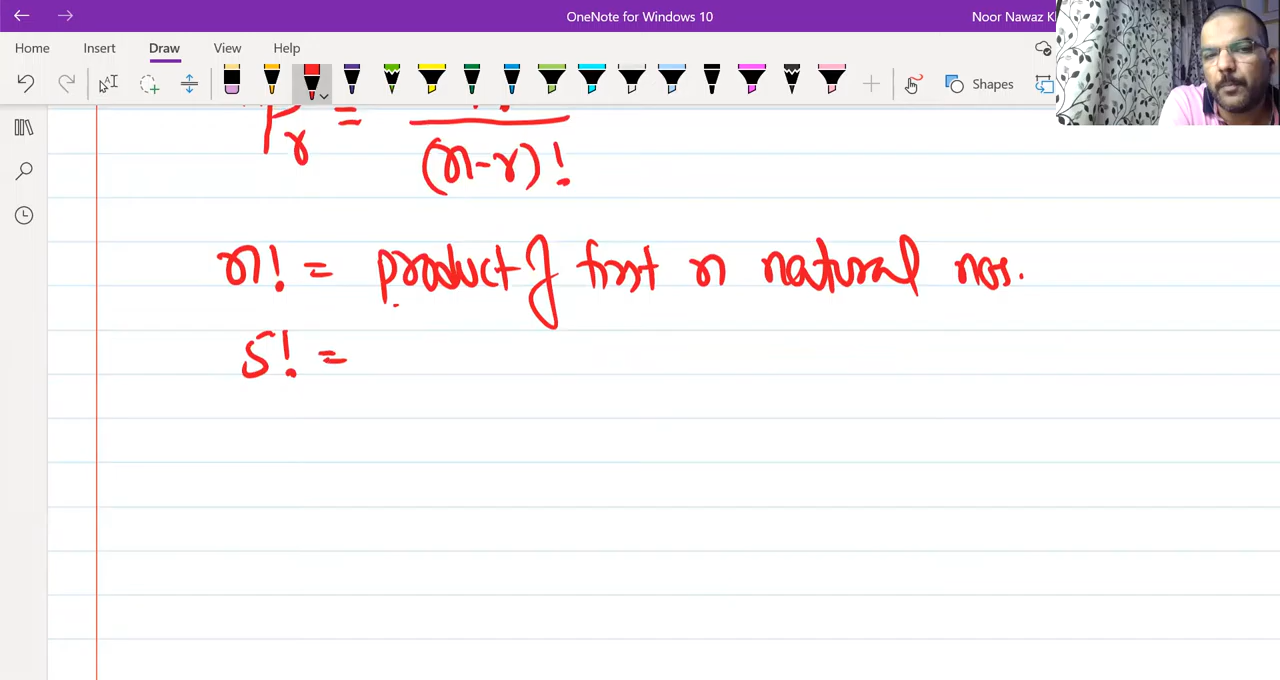 OneNote for Windows 10
Noor Nawaz K
Home Insert Draw View Help
Shapes
Pr =
(n-r)!
n! = product of first n natural nos.
5! =